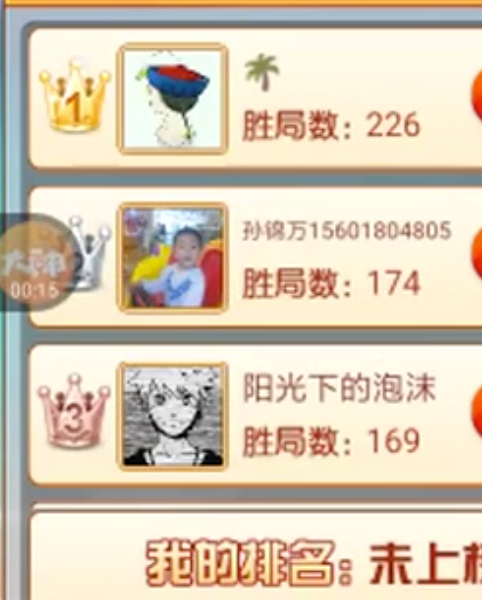 1
🌴
胜局数：226
孙锦万15601804805
胜局数：174
00:15
3
阳光下的泡沫
胜局数：169
我的排名：未上